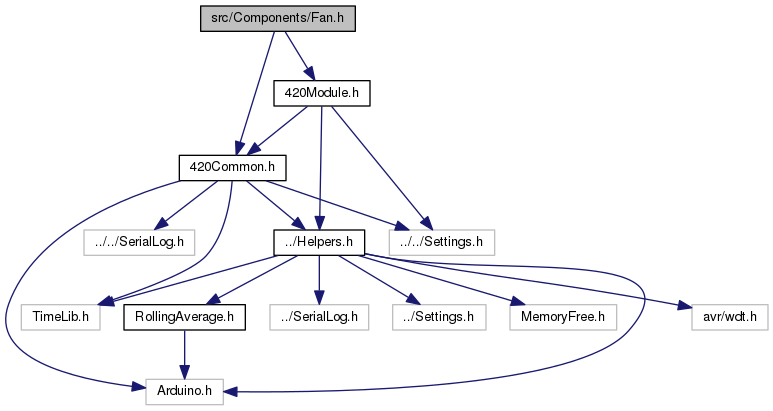 src/Components/Fan.h
420Module.h
420Common.h
../../SerialLog.h
../Helpers.h
../../Settings.h
TimeLib.h
RollingAverage.h
../SerialLog.h
../Settings.h
MemoryFree.h
avr/wdt.h
Arduino.h